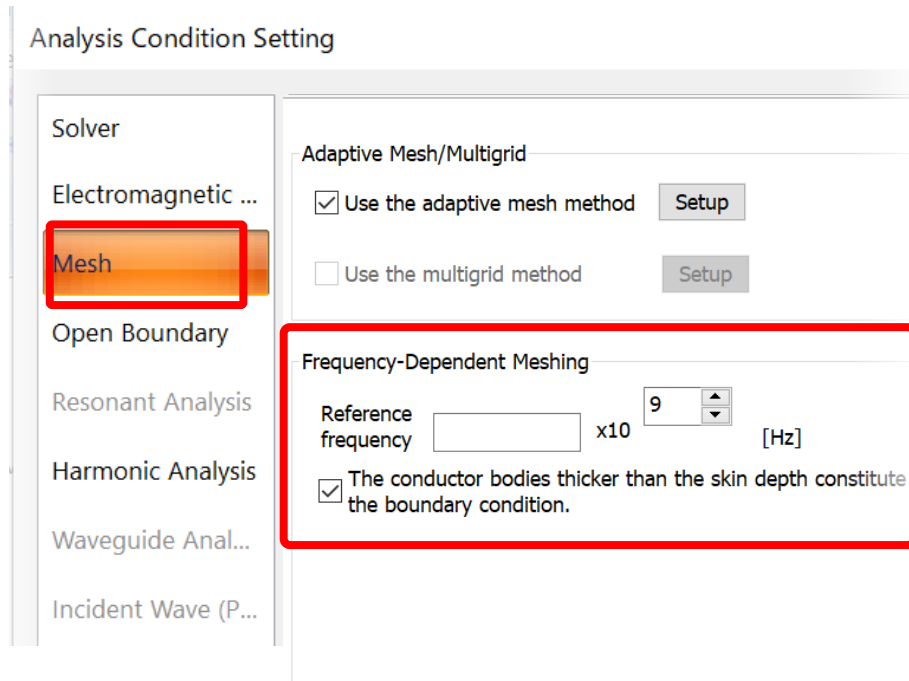 Analysis Condition Setting
Solver
Electromagnetic ...
Mesh
Open Boundary
Resonant Analysis
Harmonic Analysis
Waveguide Anal...
Incident Wave (P...
Adaptive Mesh/Multigrid
Use the adaptive mesh method Setup
Use the multigrid method Setup
Frequency-Dependent Meshing
Reference
frequency x10 9 [Hz]
The conductor bodies thicker than the skin depth constitute
the boundary condition.